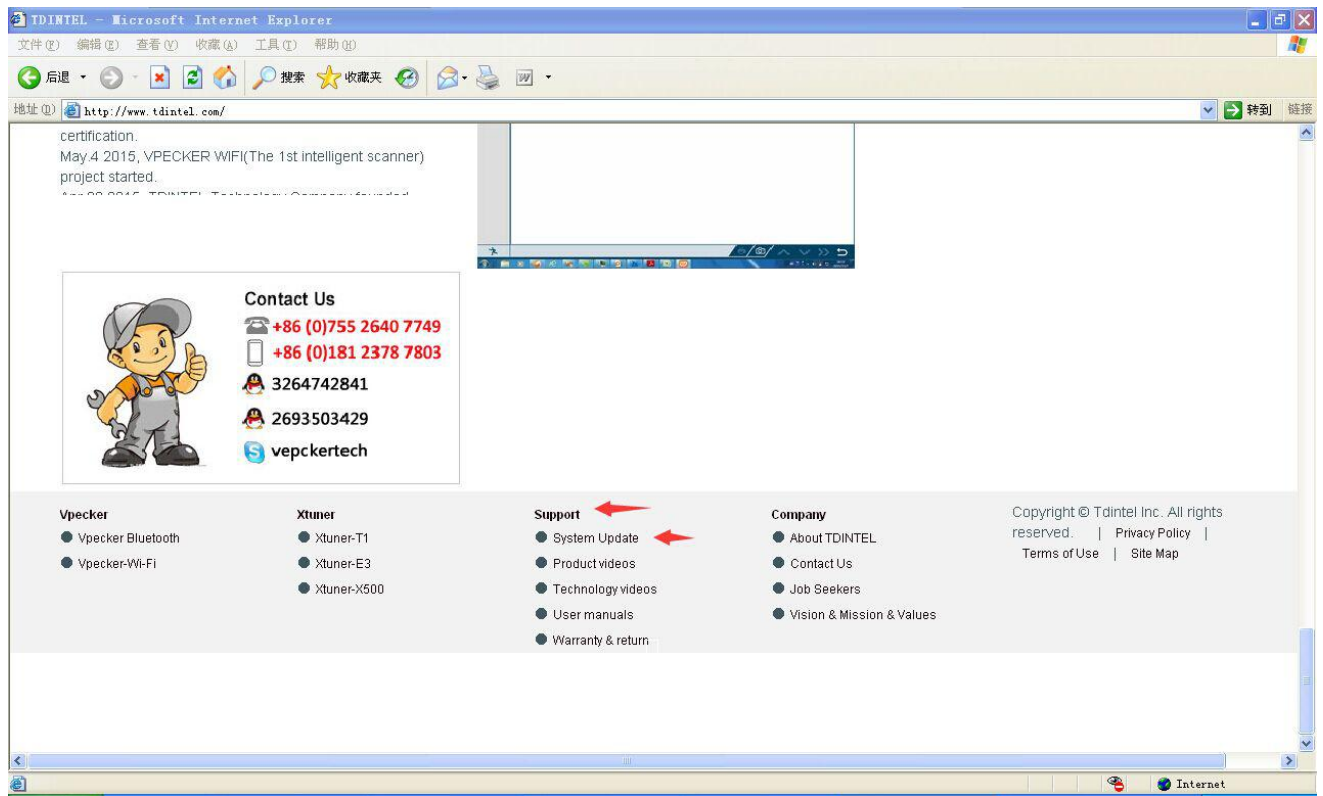 TDINTEL - Microsoft Internet Explorer
文件(F) 编辑(E) 查看(V) 收藏(A) 工具(T) 帮助(H)
后退 搜索 收藏夹
地址(D) http://www.tdintel.com/ 转到 链接
certification.
May.4 2015, VPECKER WIFI(The 1st intelligent scanner)
project started.
TDINTEL Technology Company founded
Contact Us
+86 (0)755 2640 7749
+86 (0)181 2378 7803
3264742841
2693503429
vepckertech
Vpecker
Vpecker Bluetooth
Vpecker-Wi-Fi
Xtuner
Xtuner-T1
Xtuner-E3
Xtuner-X500
Support
System Update
Product videos
Technology videos
User manuals
Warranty & return
Company
About TDINTEL
Contact Us
Job Seekers
Vision & Mission & Values
Copyright © Tdintel Inc. All rights
reserved. | Privacy Policy |
Terms of Use | Site Map
Internet